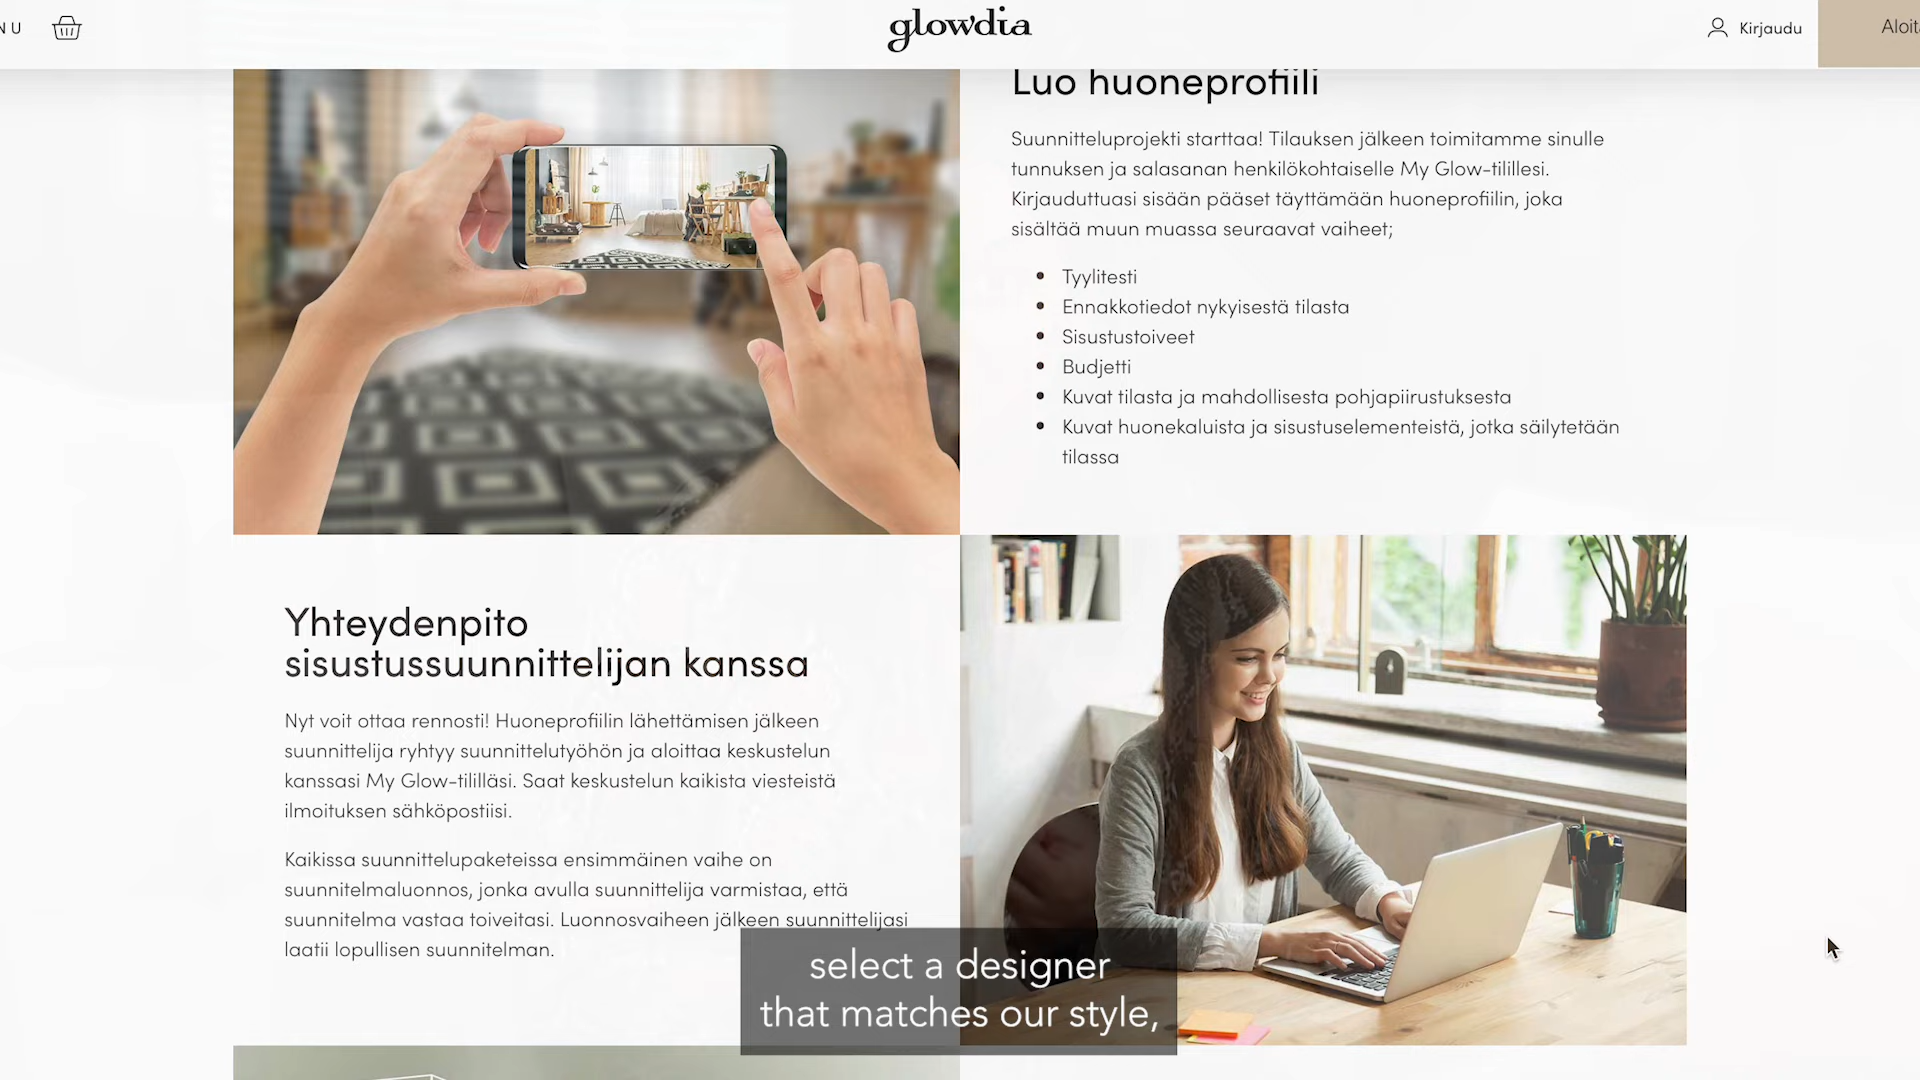 NU
glowdia
Kirjaudu
Luo huoneprofiili
Suunnitteluprojekti starttaa! Tilauksen jälkeen toimitamme sinulle
tunnuksen ja salasanan henkilökohtaiselle My Glow-tilillesi.
Kirjauduttuasi sisään pääset täyttämään huoneprofiilin, joka
sisältää muun muassa seuraavat vaiheet;
• Tyylitesti
• Ennakkotiedot nykyisestä tilasta
• Sisustustoiveet
• Budjetti
• Kuvat tilasta ja mahdollisesta pohjapiirustuksesta
• Kuvat huonekaluista ja sisustuselementeistä, jotka säilytetään
tilassa
Yhteydenpito
sisustussuunnittelijan kanssa
Nyt voit ottaa rennosti! Huoneprofiilin lähettämisen jälkeen
suunnittelija ryhtyy suunnittelutyöhön ja aloittaa keskustelun
kanssasi My Glow-tililläsi. Saat keskustelun kaikista viesteistä
ilmoituksen sähköpostiisi.
Kaikissa suunnittelupaketeissa ensimmäinen vaihe on
suunnitelmaluonnos, jonka avulla suunnittelija varmistaa, että
suunnitelma vastaa toiveitasi. Luonnosvaiheen jälkeen suunnittelijasi
laatii lopullisen suunnitelman.
select a designer
that matches our style,